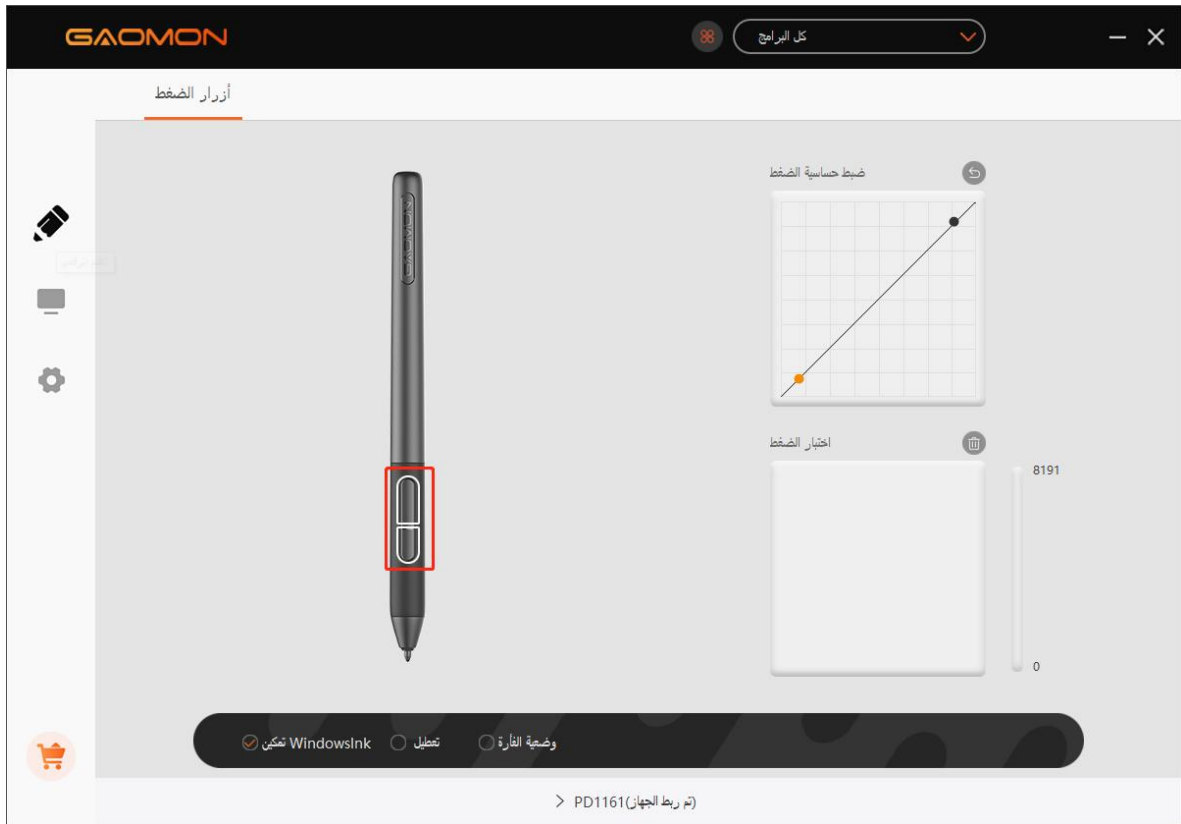 GAOMON
كل البرامج
أزرار الضغط
GAOMON
ضبط حساسية الضغط
اختبار الضغط
8191
0
تمكين WindowsInk
تعطيل
وضعية الفأرة
PD1161(تم ربط الجهاز)